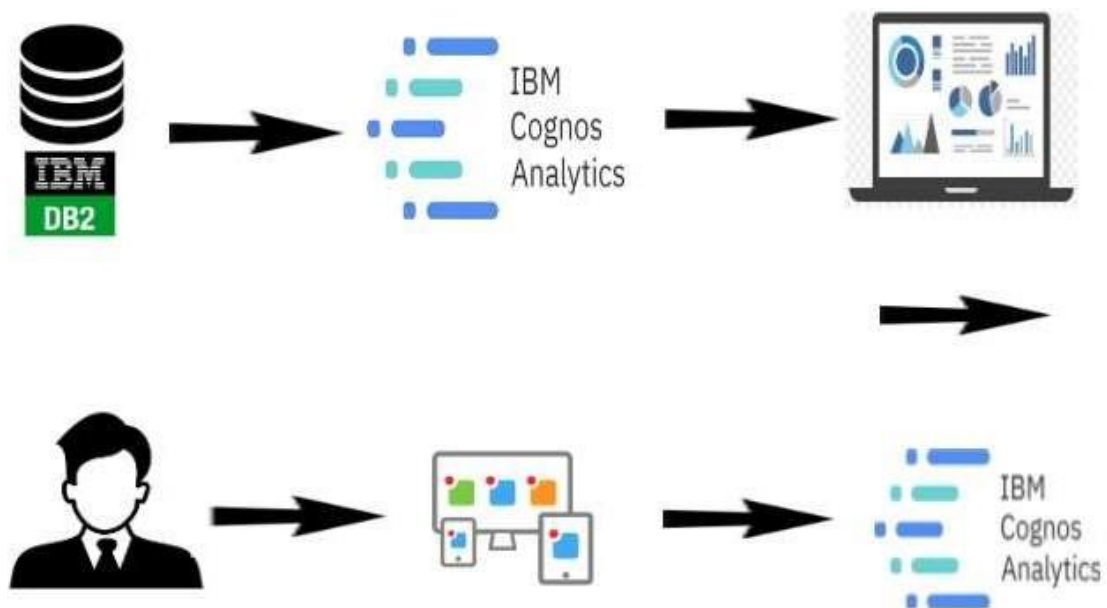 IBM
Cognos
Analytics
IBM
DB2
IBM
Cognos
Analytics